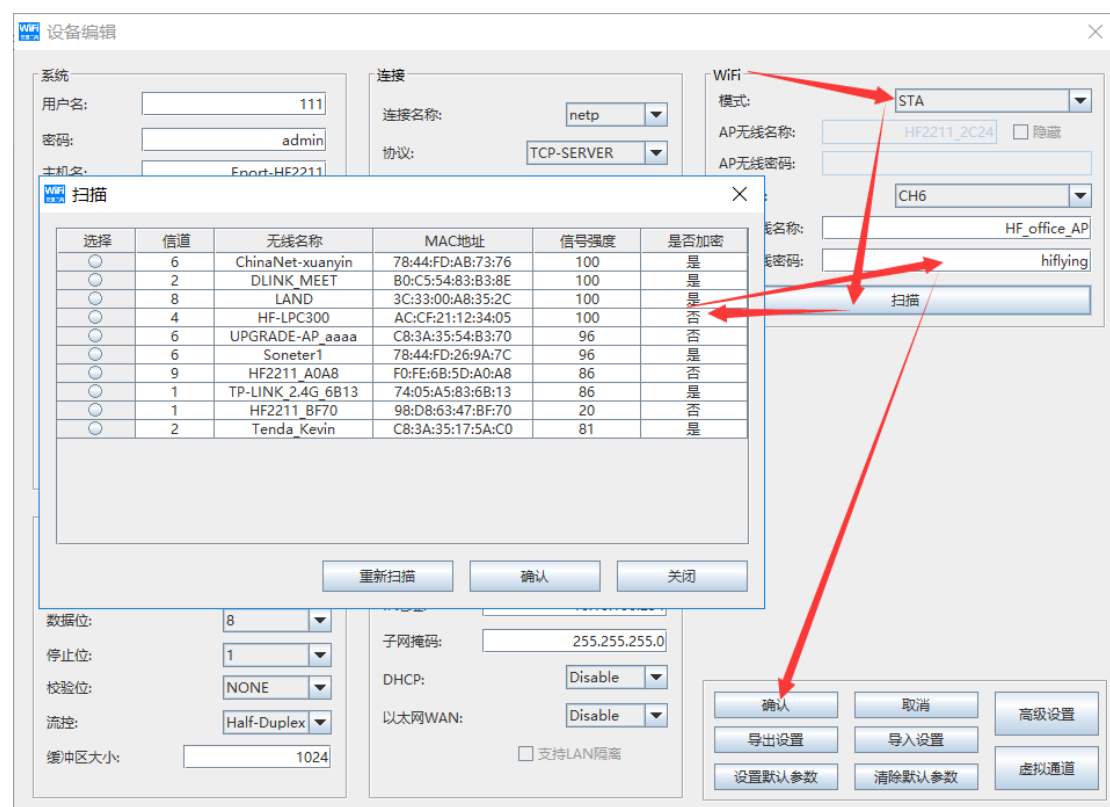 WiFi 设备编辑
系统
用户名: 111
密码: admin
主机名: Eport-HF2211
连接
连接名称: netp
协议: TCP-SERVER
WiFi
模式: STA
AP无线名称: HF2211_2C24 隐藏
AP无线密码:
CH6
线名称: HF_office_AP
线密码: hiflying
扫描
WiFi 扫描
选择 信道 无线名称 MAC地址 信号强度 是否加密
6 ChinaNet-xuanyin 78:44:FD:AB:73:76 100 是
2 DLINK_MEET B0:C5:54:83:B3:8E 100 是
8 LAND 3C:33:00:A8:35:2C 100 是
4 HF-LPC300 AC:CF:21:12:34:05 100 否
6 UPGRADE-AP_aaaa C8:3A:35:54:B3:70 96 否
6 Soneter1 78:44:FD:26:9A:7C 96 是
9 HF2211_A0A8 F0:FE:6B:5D:A0:A8 86 否
1 TP-LINK_2.4G_6B13 74:05:A5:83:6B:13 86 是
1 HF2211_BF70 98:D8:63:47:BF:70 20 否
2 Tenda_Kevin C8:3A:35:17:5A:C0 81 是
重新扫描 确认 关闭
数据位: 8
停止位: 1
校验位: NONE
流控: Half-Duplex
缓冲区大小: 1024
子网掩码: 255.255.255.0
DHCP: Disable
以太网WAN: Disable
支持LAN隔离
确认 取消 高级设置
导出设置 导入设置
设置默认参数 清除默认参数 虚拟通道